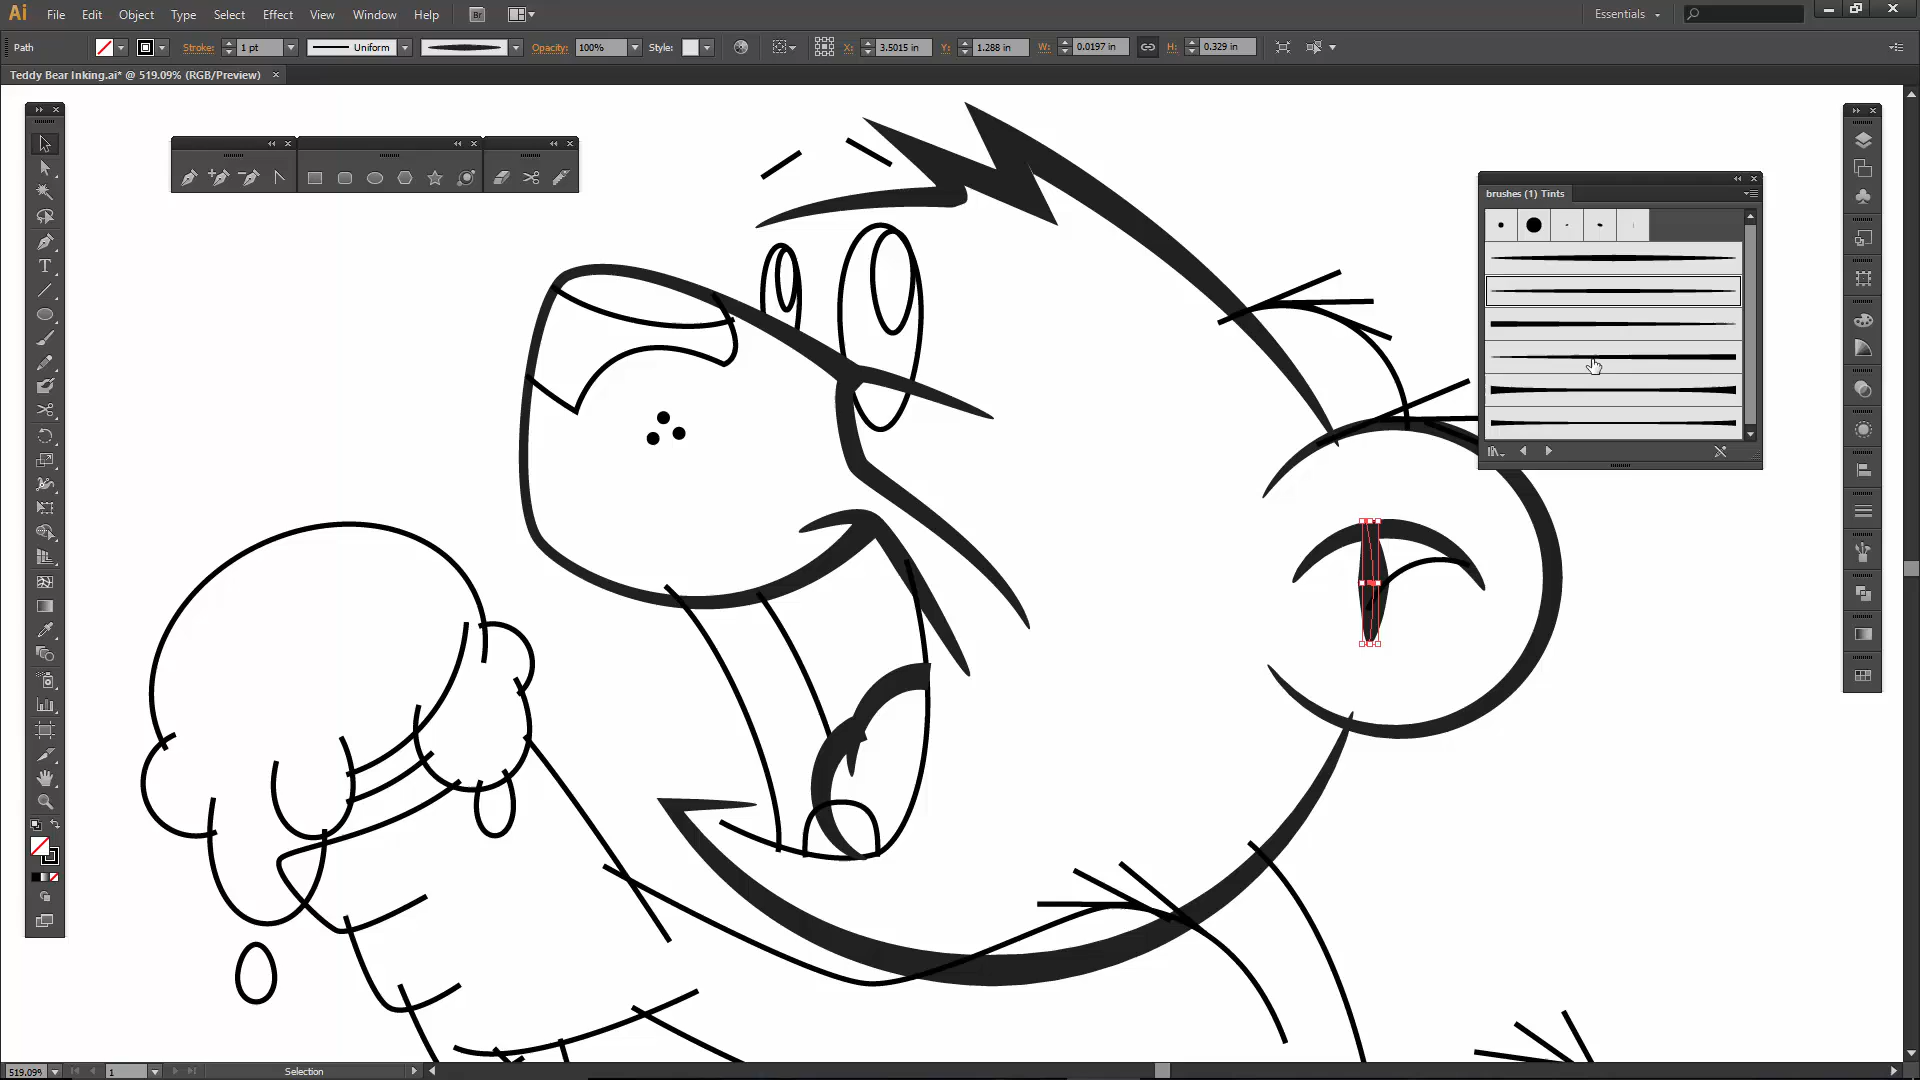 Ai File Edit Object Type Select Effect View Window Help Br Essentials
Path Stroke: 1 pt Uniform Opacity: 100% Style: X: 3.5015 in Y: 1.288 in W: 0.0197 in H: 0.329 in
Teddy Bear Inking.ai* @ 519.09% (RGB/Preview)
brushes (1) Tints
T
519.09% 1 Selection